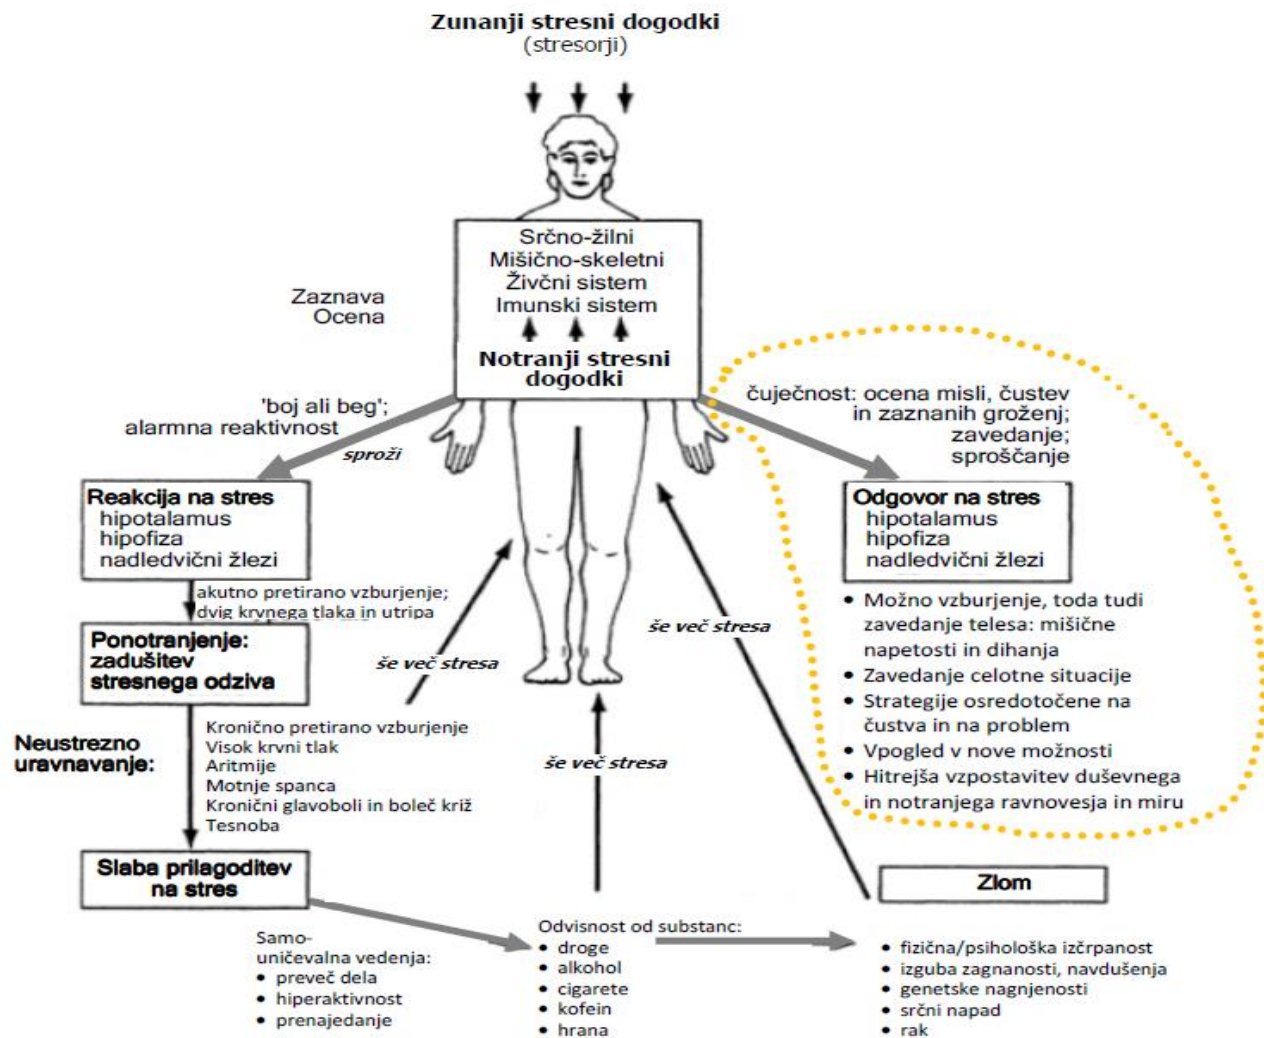 Zunanji stresni dogodki
(stresorji)
Srčno-žilni
Mišično-skeletni
Živčni sistem
Imunski sistem
Notranji stresni
dogodki
Zaznava
Ocena
'boj ali beg';
alarmna reaktivnost
sproži
Reakcija na stres
hipotalamus
hipofiza
nadledvični žlezi
akutno pretirano vzburjenje;
dvig krvnega tlaka in utripa
Ponotranjenje:
zadušitev
stresnega odziva
Neustrezno
uravnavanje:
Kronično pretirano vzburjenje
Visok krvni tlak
Aritmije
Motnje spanca
Kronični glavoboli in boleč križ
Tesnoba
Slaba prilagoditev
na stres
Samo-
uničevalna vedenja:
• preveč dela
• hiperaktivnost
• prenajedanje
še več stresa
še več stresa
še več stresa
Odvisnost od substanc:
• droge
• alkohol
• cigarete
• kofein
• hrana
Zlom
• fizična/psihološka izčrpanost
• izguba zagnanosti, navdušenja
• genetske nagnjenosti
• srčni napad
• rak
čuječnost: ocena misli, čustev
in zaznanih groženj;
zavedanje;
sproščanje
Odgovor na stres
hipotalamus
hipofiza
nadledvični žlezi
• Možno vzburjenje, toda tudi
zavedanje telesa: mišične
napetosti in dihanja
• Zavedanje celotne situacije
• Strategije osredotočene na
čustva in na problem
• Vpogled v nove možnosti
• Hitrejša vzpostavitev duševnega
in notranjega ravnovesja in miru